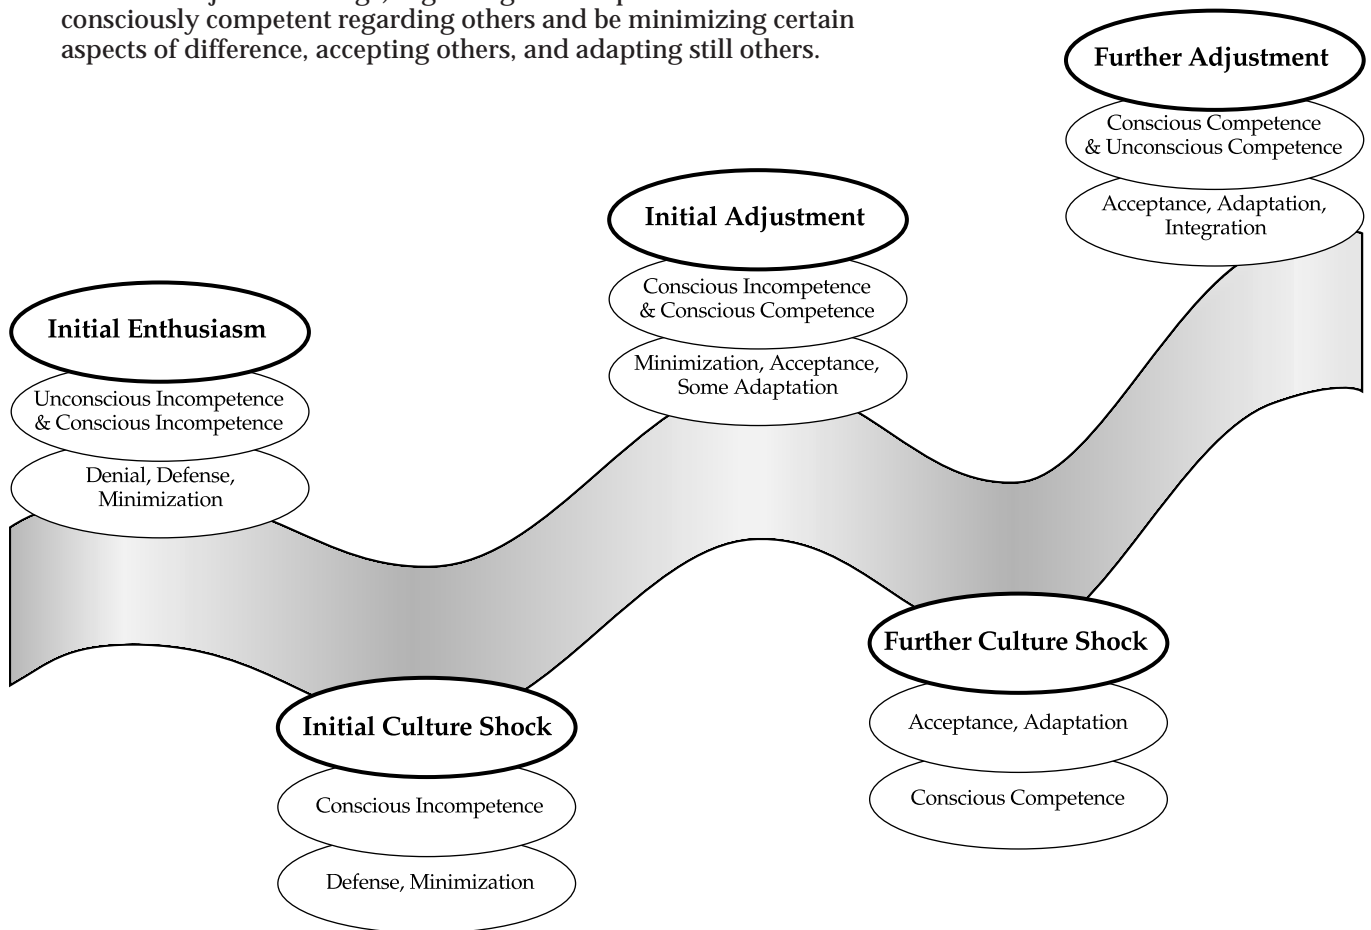 consciously competent regarding others and be minimizing certain
aspects of difference, accepting others, and adapting still others.
Further Adjustment
Conscious Competence
& Unconscious Competence
Acceptance, Adaptation,
Integration
Initial Adjustment
Conscious Incompetence
& Conscious Competence
Minimization, Acceptance,
Some Adaptation
Initial Enthusiasm
Unconscious Incompetence
& Conscious Incompetence
Denial, Defense,
Minimization
Further Culture Shock
Acceptance, Adaptation
Conscious Competence
Initial Culture Shock
Conscious Incompetence
Defense, Minimization